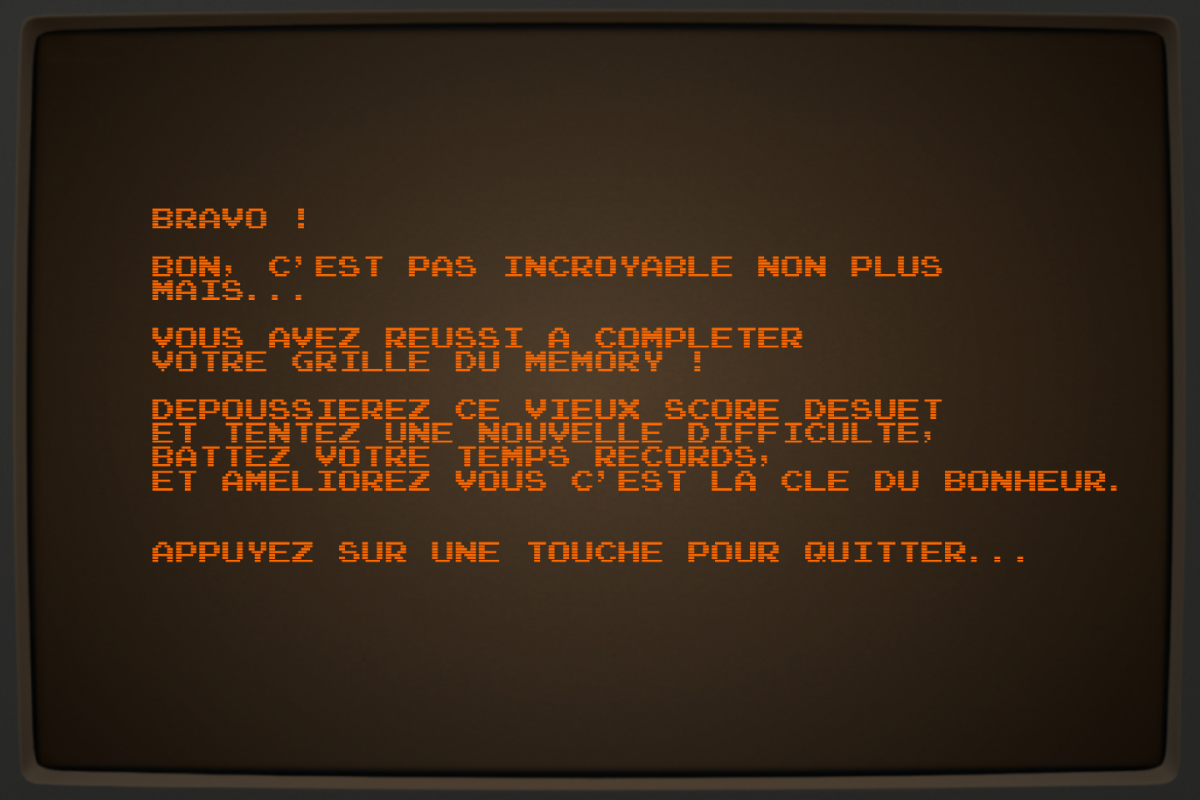 BRAVO !
BON, C'EST PAS INCROYABLE NON PLUS
MAIS...
VOUS AVEZ REUSSI A COMPLETER
VOTRE GRILLE DU MEMORY !
DEPOUSSIEREZ CE VIEUX SCORE DESUET
ET TENTEZ UNE NOUVELLE DIFFICULTE,
BATTEZ VOTRE TEMPS RECORDS,
ET AMELIOREZ VOUS C'EST LA CLE DU BONHEUR.
APPUYEZ SUR UNE TOUCHE POUR QUITTER...